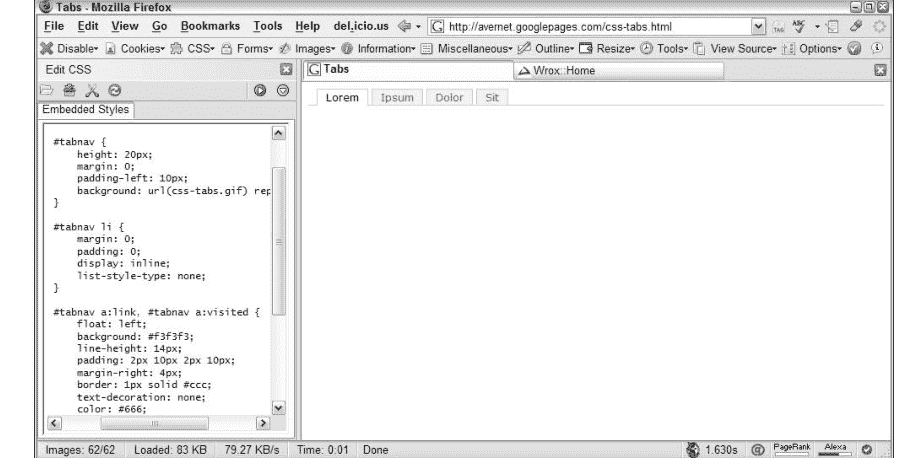 Tabs - Mozilla Firefox
File Edit View Go Bookmarks Tools Help del.icio.us http://avernet.googlepages.com/css-tabs.html
Disable Cookies CSS Forms Images Information Miscellaneous Outline Resize Tools View Source Options
Edit CSS
Tabs
Wrox::Home
Lorem Ipsum Dolor Sit
Embedded Styles
#tabnav {
height: 20px;
margin: 0;
padding-left: 10px;
background: url(css-tabs.gif) rep
}
#tabnav li {
margin: 0;
padding: 0;
display: inline;
list-style-type: none;
}
#tabnav a:link, #tabnav a:visited {
float: left;
background: #f3f3f3;
line-height: 14px;
padding: 2px 10px 2px 10px;
margin-right: 4px;
border: 1px solid #ccc;
text-decoration: none;
color: #666;
Images: 62/62 Loaded: 83 KB 79.27 KB/s Time: 0:01 Done 1.630s PageRank Alexa